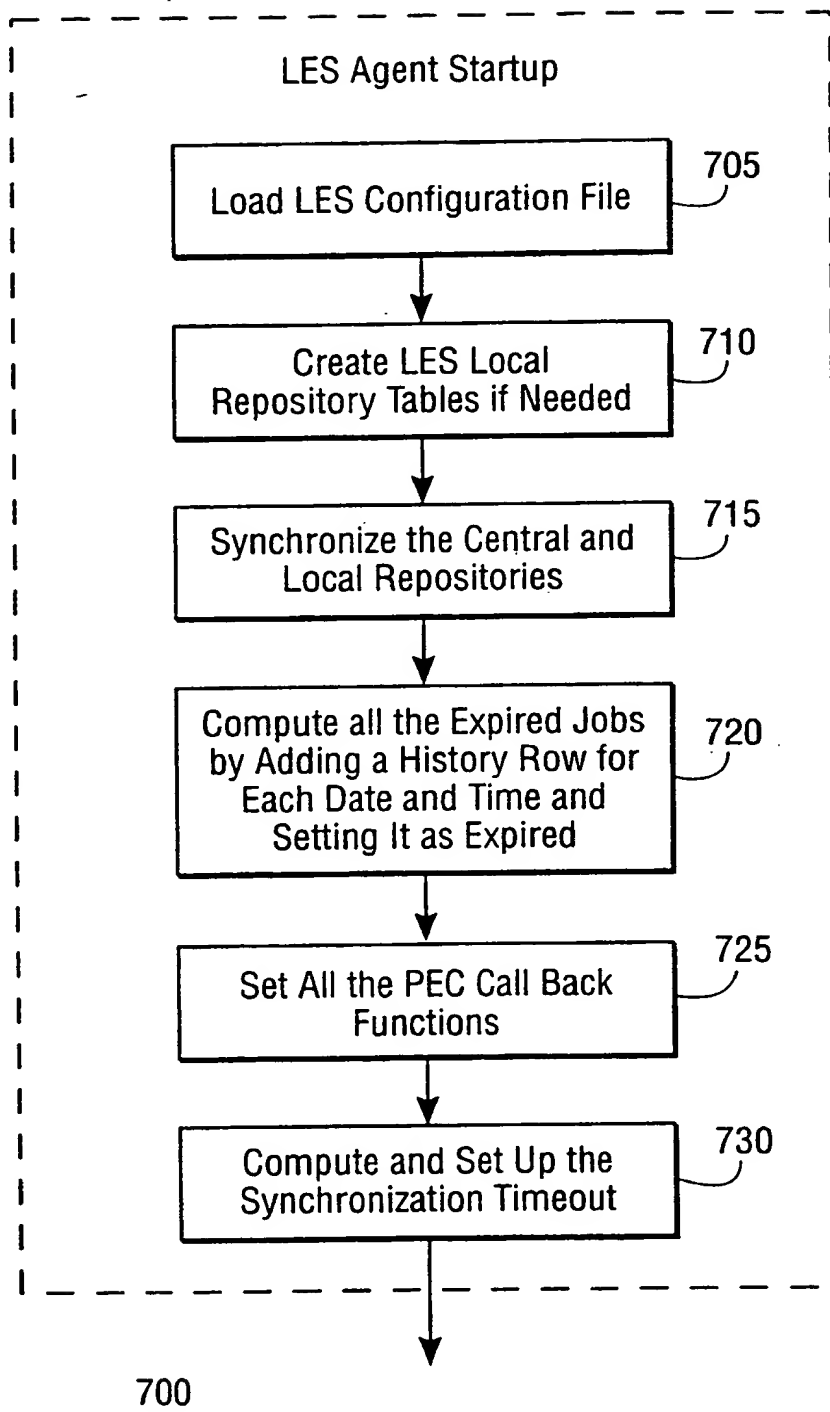 LES Agent Startup
Load LES Configuration File
705
Create LES Local
Repository Tables if Needed
710
Synchronize the Central and
Local Repositories
715
Compute all the Expired Jobs
by Adding a History Row for
Each Date and Time and
Setting It as Expired
720
Set All the PEC Call Back
Functions
725
Compute and Set Up the
Synchronization Timeout
730
700